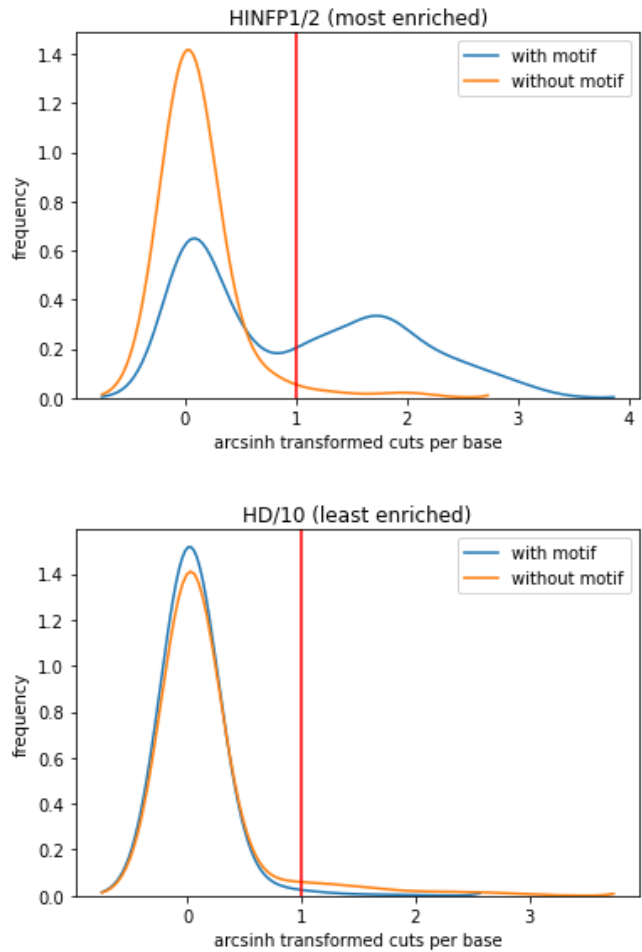 HINFP1/2 (most enriched)
with motif
without motif
1.4
1.2
1.0
0.8
0.6
0.4
0.2
0.0
frequency
0 1 2 3 4
arcsinh transformed cuts per base
HD/10 (least enriched)
with motif
without motif
1.4
1.2
1.0
0.8
0.6
0.4
0.2
0.0
frequency
0 1 2 3
arcsinh transformed cuts per base